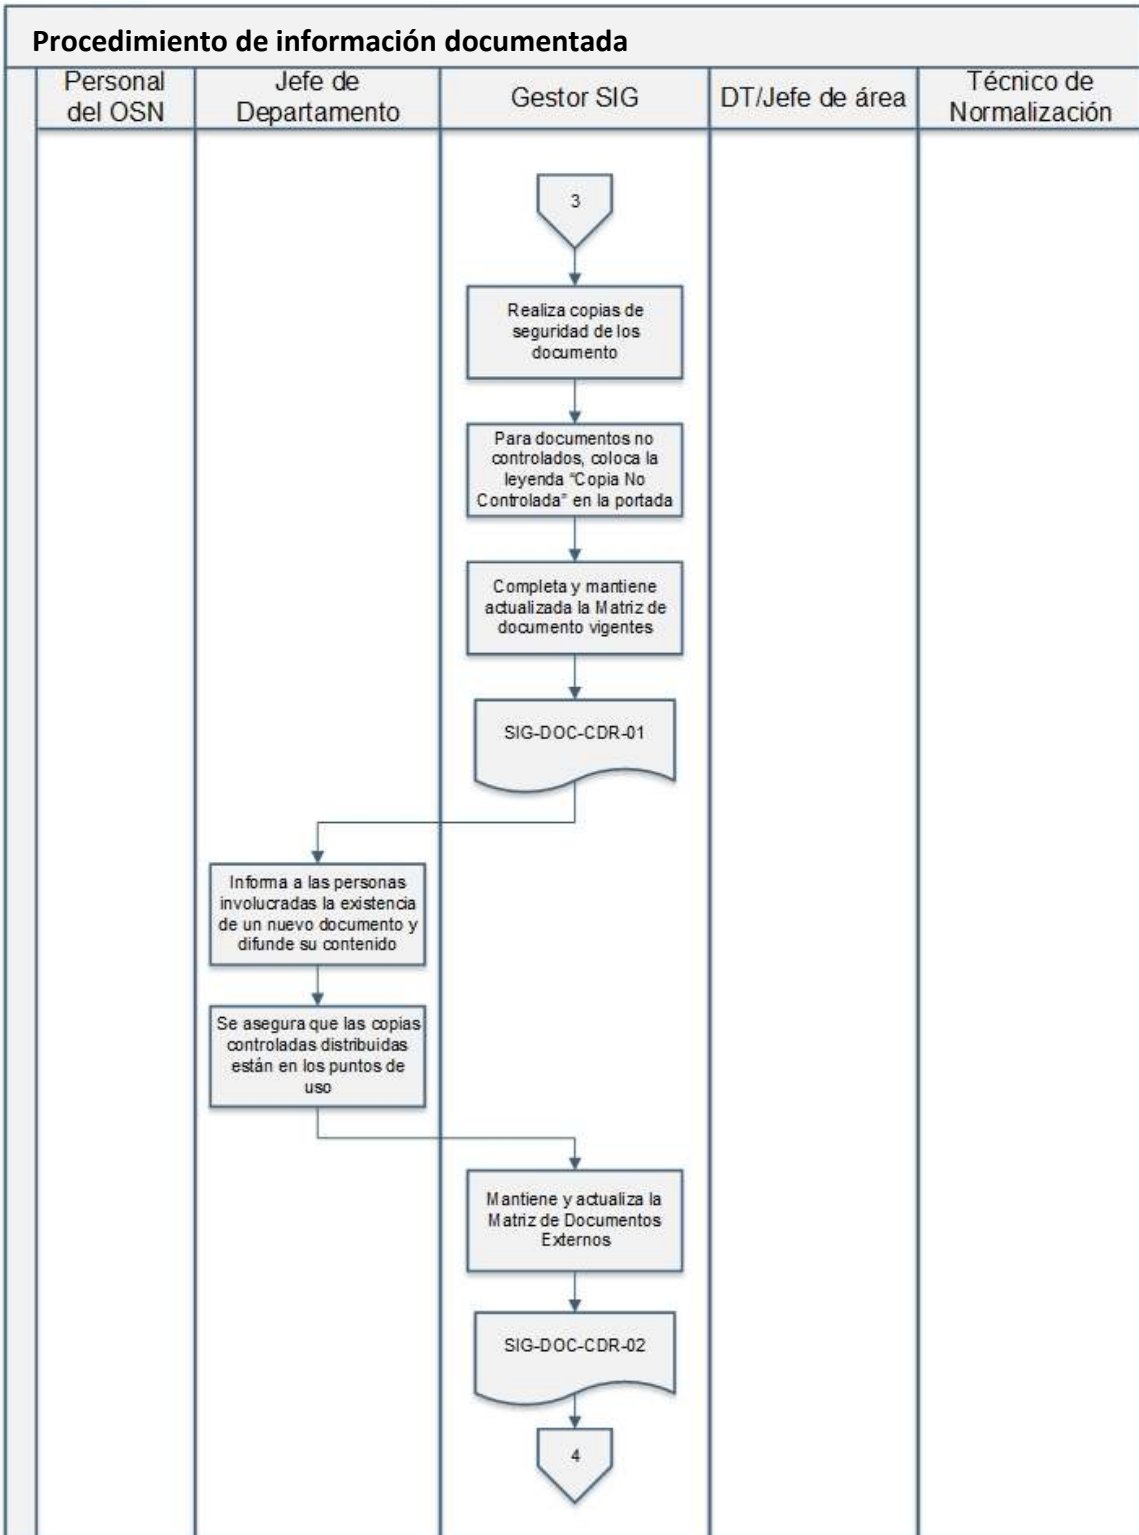 Procedimiento de información documentada
Personal
del OSN
Jefe de
Departamento
Gestor SIG
DT/Jefe de área
Técnico de
Normalización
3
Realiza copias de
seguridad de los
documento
Para documentos no
controlados, coloca la
leyenda "Copia No
Controlada" en la portada
Completa y mantiene
actualizada la Matriz de
documento vigentes
SIG-DOC-CDR-01
Informa a las personas
involucradas la existencia
de un nuevo documento y
difunde su contenido
Se asegura que las copias
controladas distribuidas
están en los puntos de
uso
Mantiene y actualiza la
Matriz de Documentos
Externos
SIG-DOC-CDR-02
4